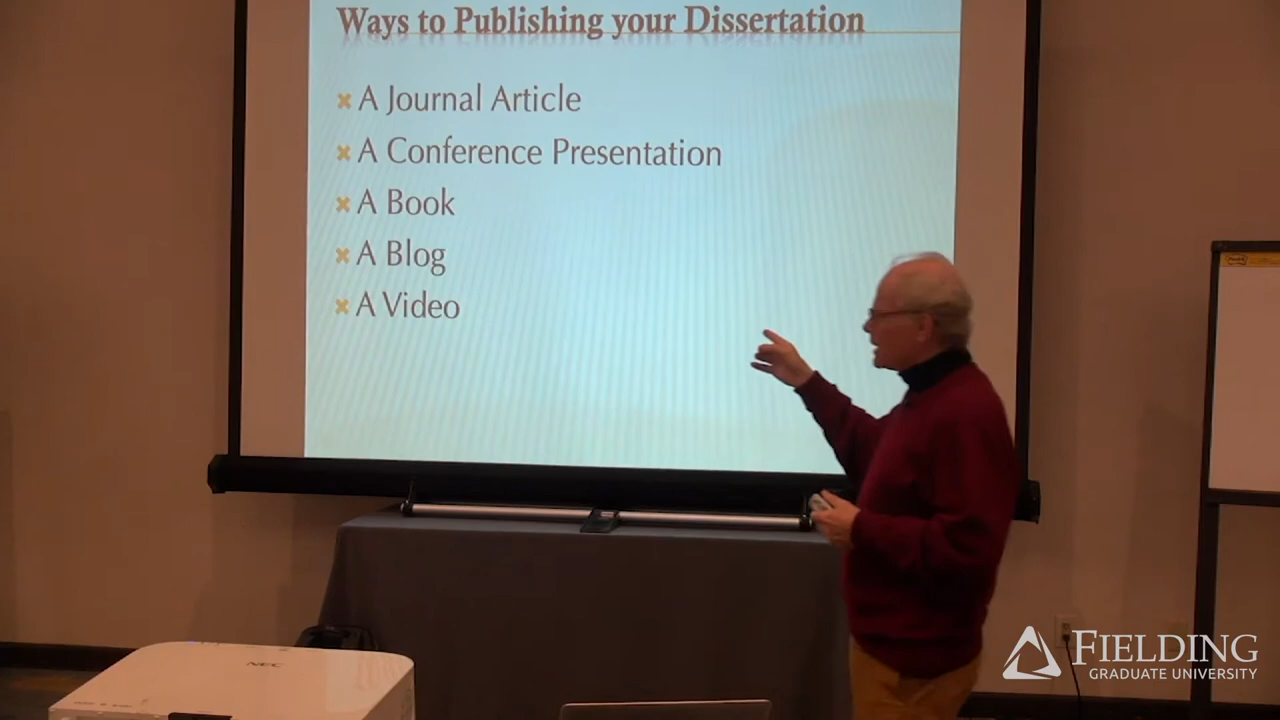 Ways to Publishing your Dissertation
A Journal Article
A Conference Presentation
A Book
A Blog
A Video
NEC
FIELDING
GRADUATE UNIVERSITY